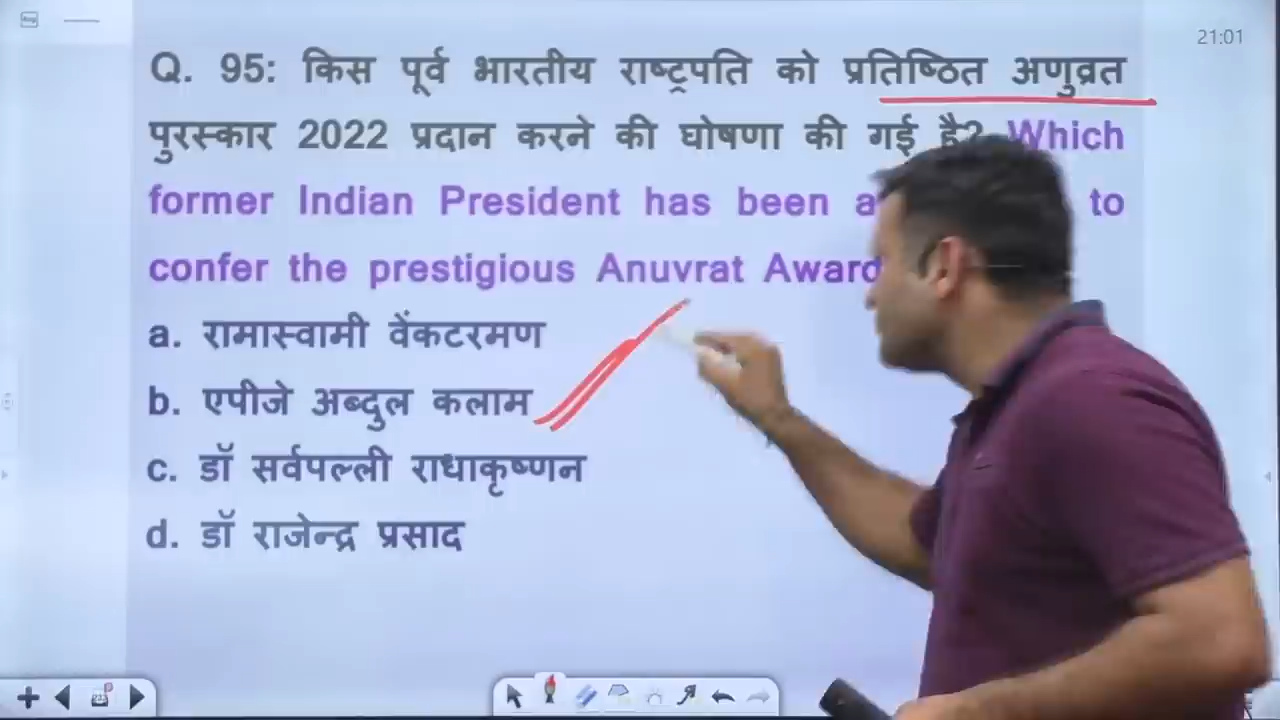 21:01
Q. 95: किस पूर्व भारतीय राष्ट्रपति को प्रतिष्ठित अणुव्रत
पुरस्कार 2022 प्रदान करने की घोषणा की गई है? Which
former Indian President has been to
confer the prestigious Anuvrat Award
a. रामास्वामी वेंकटरमण
b. एपीजे अब्दुल कलाम
c. डॉ सर्वपल्ली राधाकृष्णन
d. डॉ राजेन्द्र प्रसाद